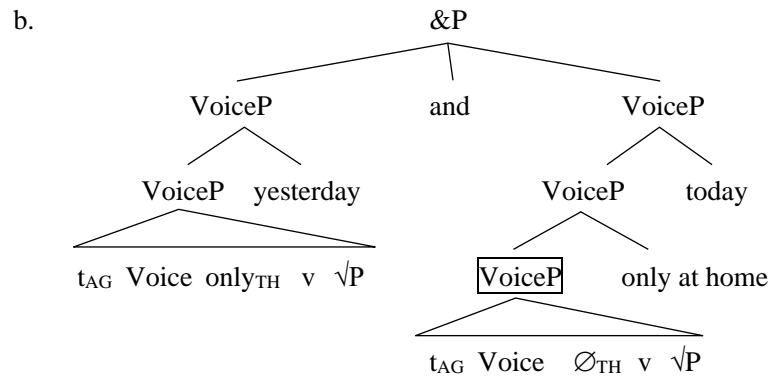 b. &P
VoiceP and VoiceP
VoiceP yesterday VoiceP today
t_AG Voice only_TH v √P VoiceP only at home
t_AG Voice ∅_TH v √P